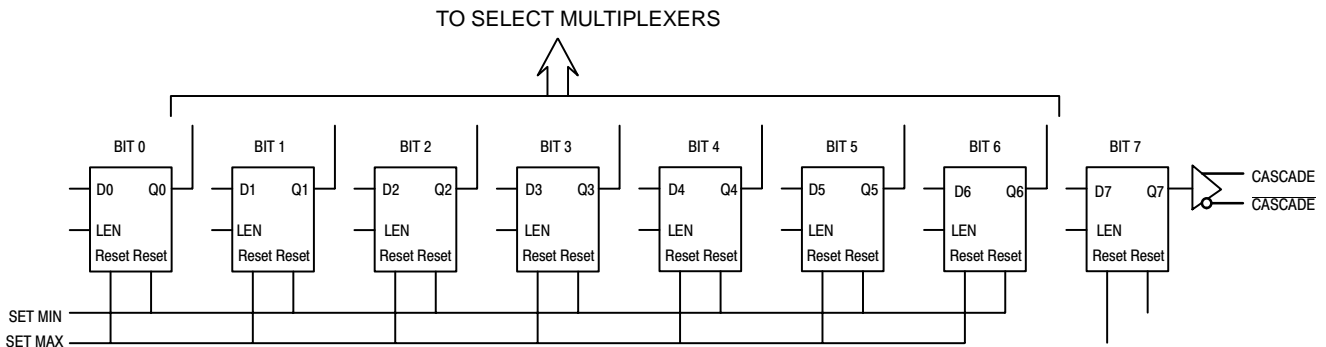 TO SELECT MULTIPLEXERS
BIT 0 BIT 1 BIT 2 BIT 3 BIT 4 BIT 5 BIT 6 BIT 7
D0 Q0 D1 Q1 D2 Q2 D3 Q3 D4 Q4 D5 Q5 D6 Q6 D7 Q7 CASCADE
CASCADE
LEN LEN LEN LEN LEN LEN LEN LEN
Reset Reset Reset Reset Reset Reset Reset Reset Reset Reset Reset Reset Reset Reset Reset Reset
SET MIN
SET MAX